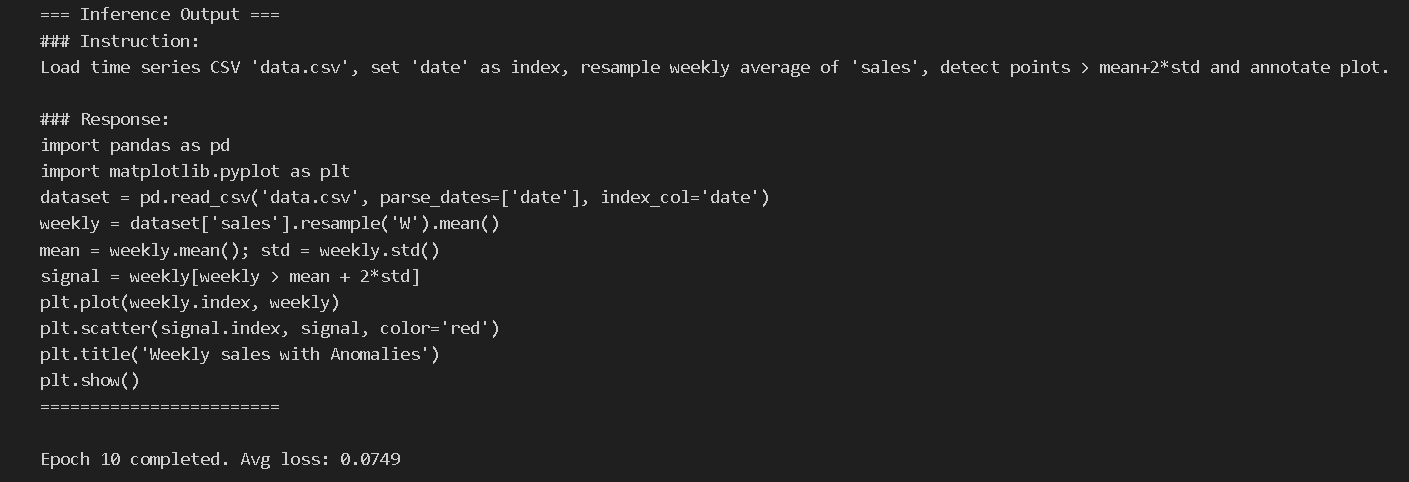 === Inference Output ===
### Instruction:
Load time series CSV 'data.csv', set 'date' as index, resample weekly average of 'sales', detect points > mean+2*std and annotate plot.
### Response:
import pandas as pd
import matplotlib.pyplot as plt
dataset = pd.read_csv('data.csv', parse_dates=['date'], index_col='date')
weekly = dataset['sales'].resample('W').mean()
mean = weekly.mean(); std = weekly.std()
signal = weekly[weekly > mean + 2*std]
plt.plot(weekly.index, weekly)
plt.scatter(signal.index, signal, color='red')
plt.title('Weekly sales with Anomalies')
plt.show()
========================
Epoch 10 completed. Avg loss: 0.0749